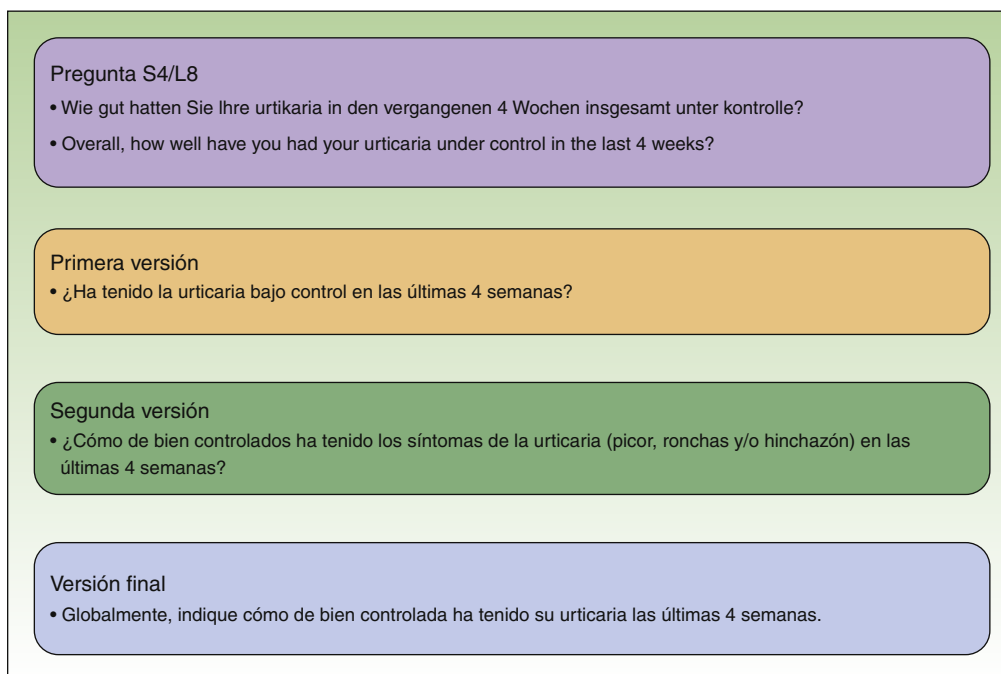 Pregunta S4/L8
• Wie gut hatten Sie Ihre urtikaria in den vergangenen 4 Wochen insgesamt unter kontrolle?
• Overall, how well have you had your urticaria under control in the last 4 weeks?
Primera versión
• ¿Ha tenido la urticaria bajo control en las últimas 4 semanas?
Segunda versión
• ¿Cómo de bien controlados ha tenido los síntomas de la urticaria (picor, ronchas y/o hinchazón) en las
últimas 4 semanas?
Versión final
• Globalmente, indique cómo de bien controlada ha tenido su urticaria las últimas 4 semanas.